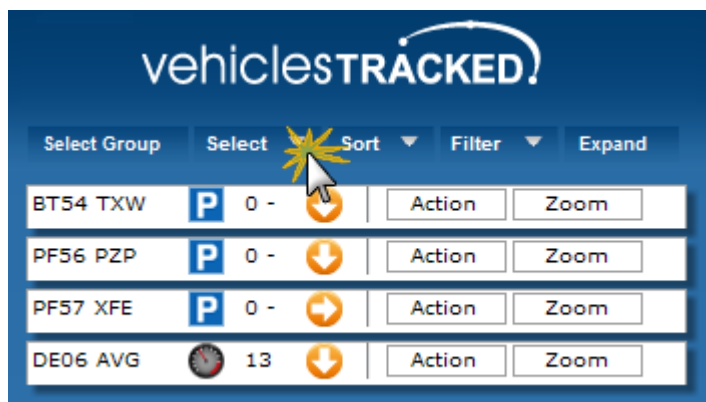 vehiclesTRACKED
Select Group Select Sort Filter Expand
BT54 TXW P 0 - Action Zoom
PF56 PZP P 0 - Action Zoom
PF57 XFE P 0 - Action Zoom
DE06 AVG 13 Action Zoom